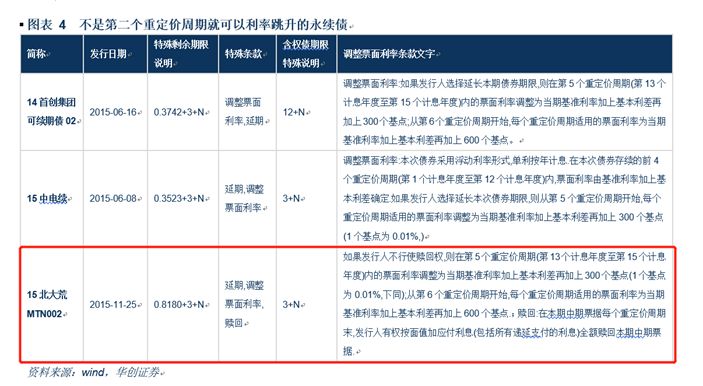 ▪ 图表 4 不是第二个重定价周期就可以利率跳升的永续债
简称
发行日期
特殊剩余期限
说明
特殊条款
含权债期限
特殊说明
调整票面利率条款文字
14 首创集团
可续期债 02
2015-06-16
0.3742+3+N
调整票面
利率,延期
12+N
调整票面利率:如果发行人选择延长本期债券期限,则在第 5 个重定价周期(第 13 个
计息年度至第 15 个计息年度)内的票面利率调整为当期基准利率加上基本利差再
加上 300个基点;从第 6 个重定价周期开始,每个重定价周期适用的票面利率为当期
基准利率加上基本利差再加上 600 个基点。
15 中电续
2015-06-08
0.3523+3+N
延期,调整
票面利率
3+N
调整票面利率:本次债券采用浮动利率形式,单利按年计息.在本次债券存续的前 4
个重定价周期(第 1 个计息年度至第 12 个计息年度)内,票面利率由基准利率加上基本
利差确定.如果发行人选择延长本次债券期限,则从第 5 个重定价周期开始,每个重
定价周期适用的票面利率调整为当期基准利率加上基本利差再加上 300 个基点
(1 个基点为 0.01%,)
15 北大荒
MTN002
2015-11-25
0.8180+3+N
延期,调整
票面利率,
赎回
3+N
如果发行人不行使赎回权,则在第 5 个重定价周期(第 13个计息年度至第 15个计息
年度)内的票面利率调整为当期基准利率加上基本利差再加上 300个基点(1 个基点
为 0.01%,下同);从第 6 个重定价周期开始,每个重定价周期适用的票面利率为当期
基准利率加上基本利差再加上 600 个基点.; 赎回:在本期中期票据每个重定价周期
末,发行人有权按面值加应付利息(包括所有递延支付的利息)全额赎回本期中期票
据.
资料来源：wind，华创证券